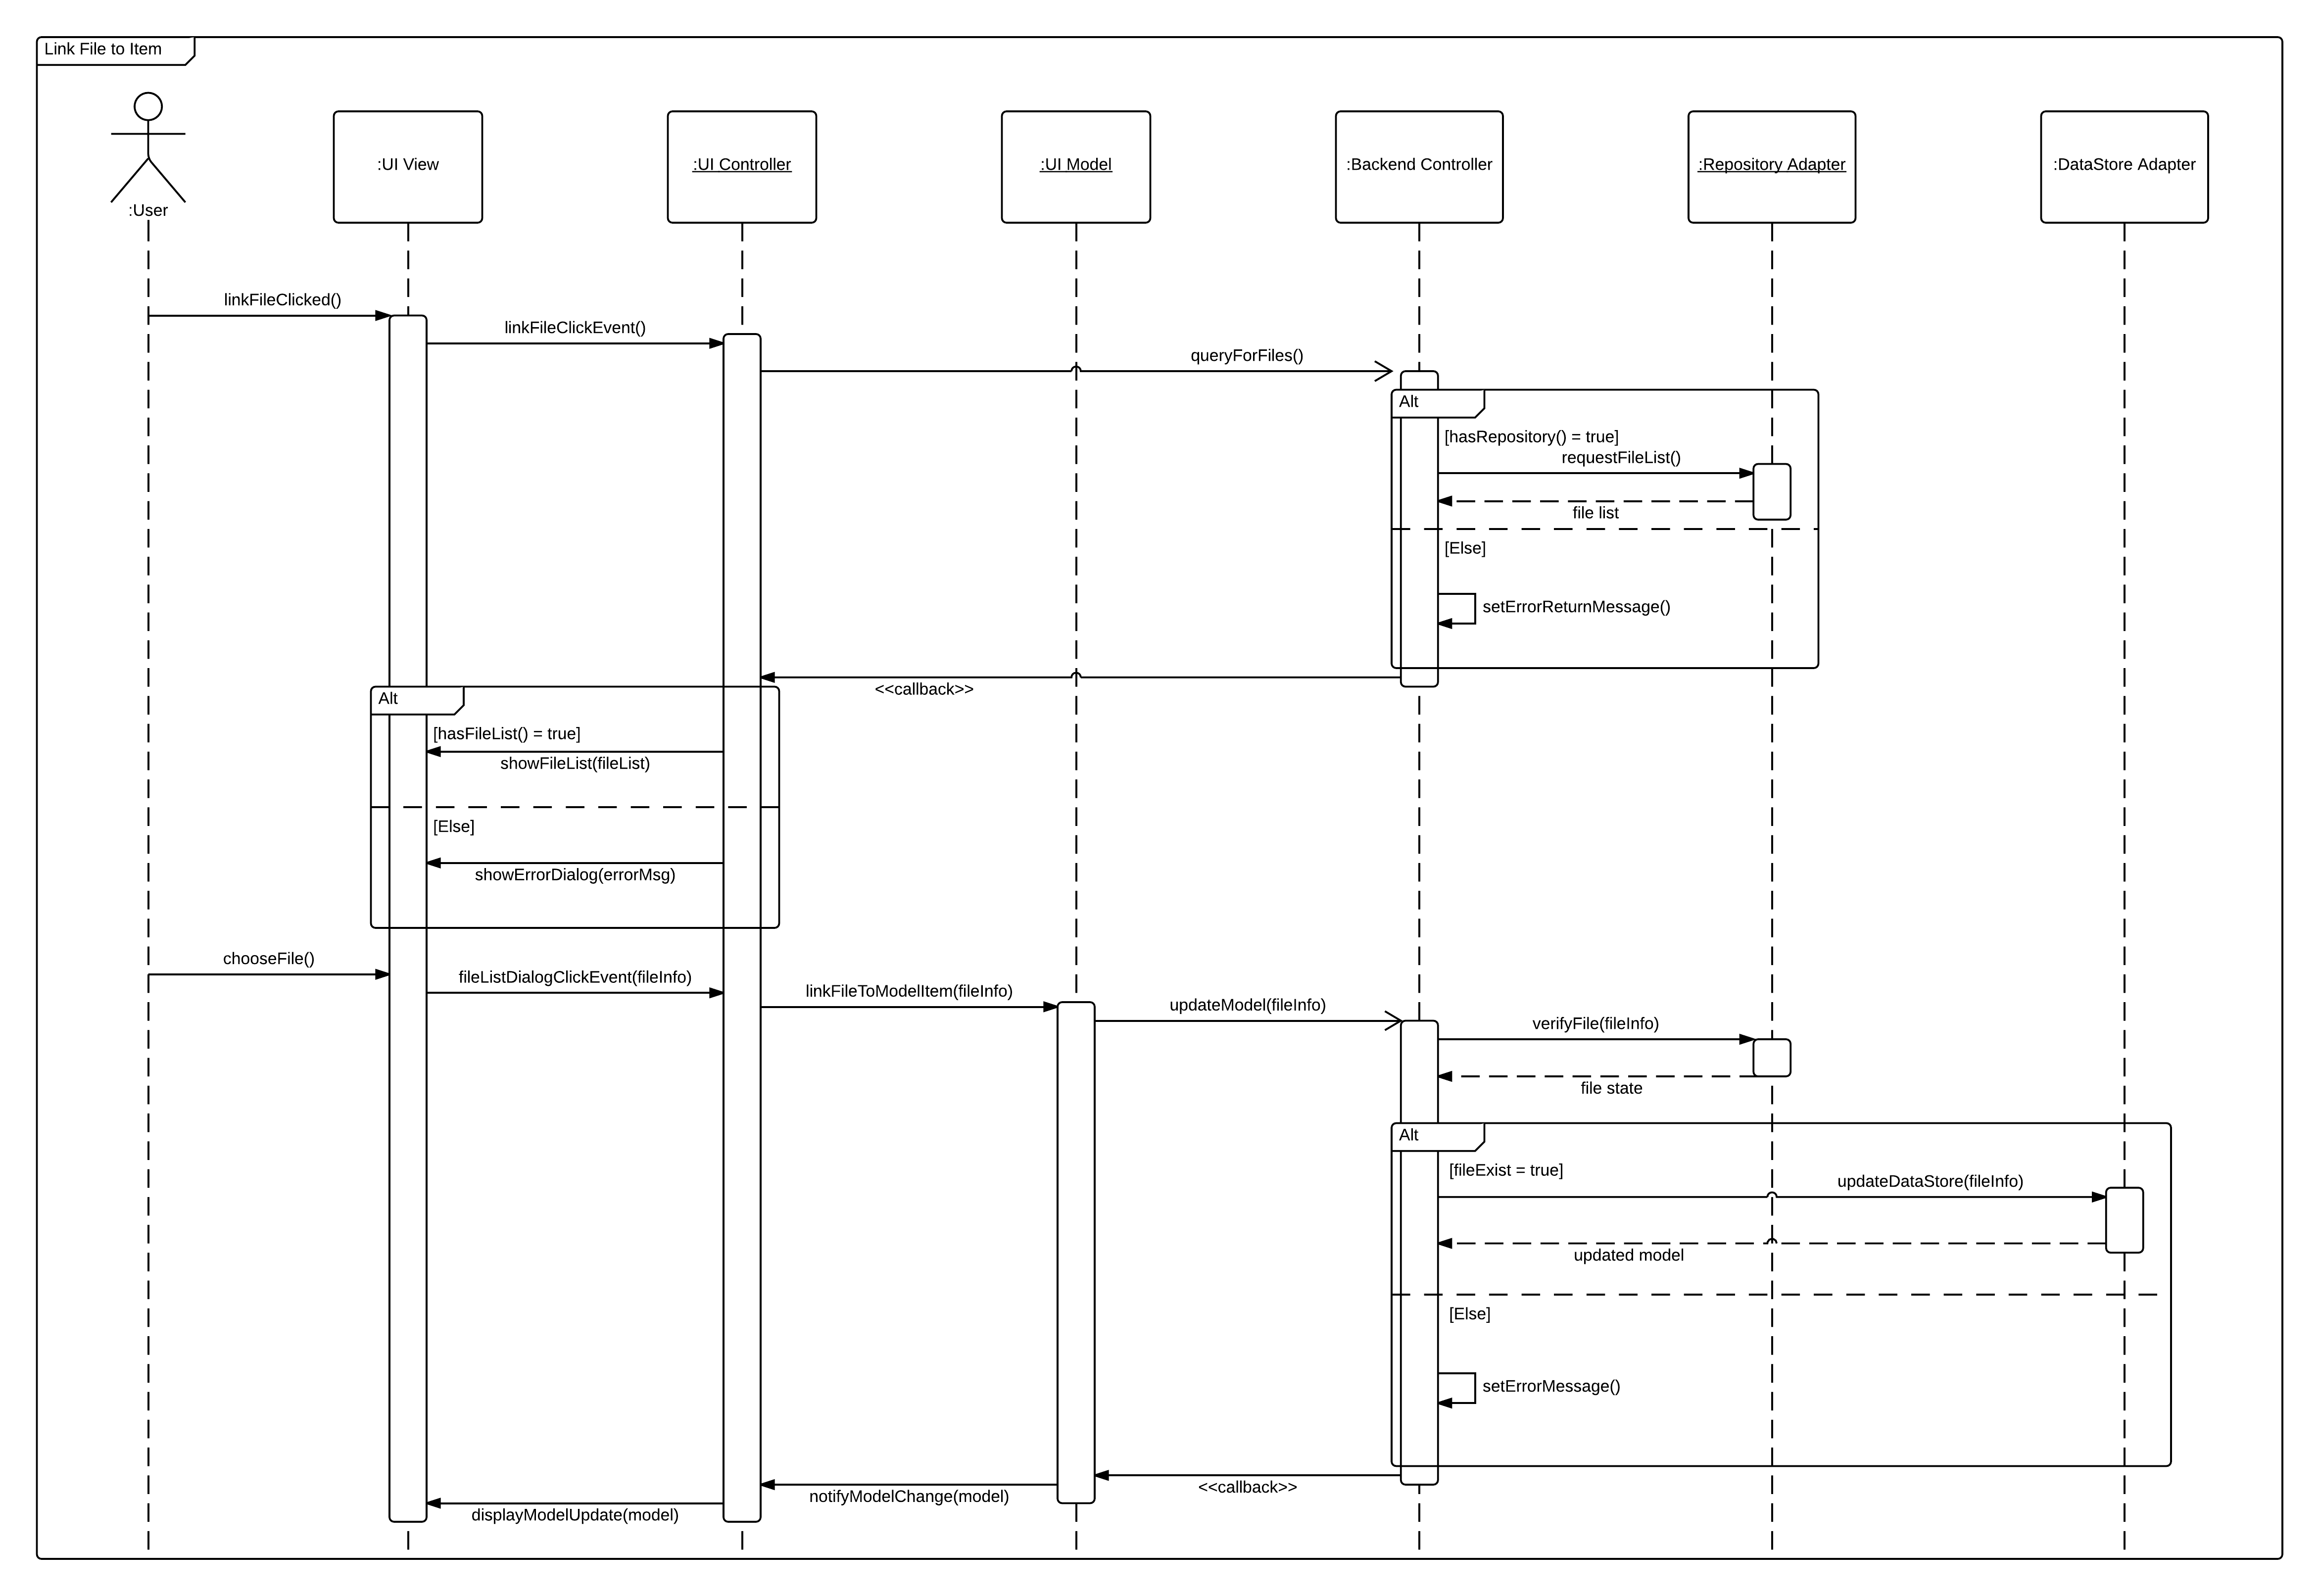 Link File to Item
:User
:UI View
:UI Controller
:UI Model
:Backend Controller
:Repository Adapter
:DataStore Adapter
linkFileClicked()
linkFileClickEvent()
queryForFiles()
Alt
[hasRepository() = true]
requestFileList()
file list
[Else]
setErrorReturnMessage()
<<callback>>
Alt
[hasFileList() = true]
showFileList(fileList)
[Else]
showErrorDialog(errorMsg)
chooseFile()
fileListDialogClickEvent(fileInfo)
linkFileToModelItem(fileInfo)
updateModel(fileInfo)
verifyFile(fileInfo)
file state
Alt
[fileExist = true]
updateDataStore(fileInfo)
updated model
[Else]
setErrorMessage()
<<callback>>
notifyModelChange(model)
displayModelUpdate(model)